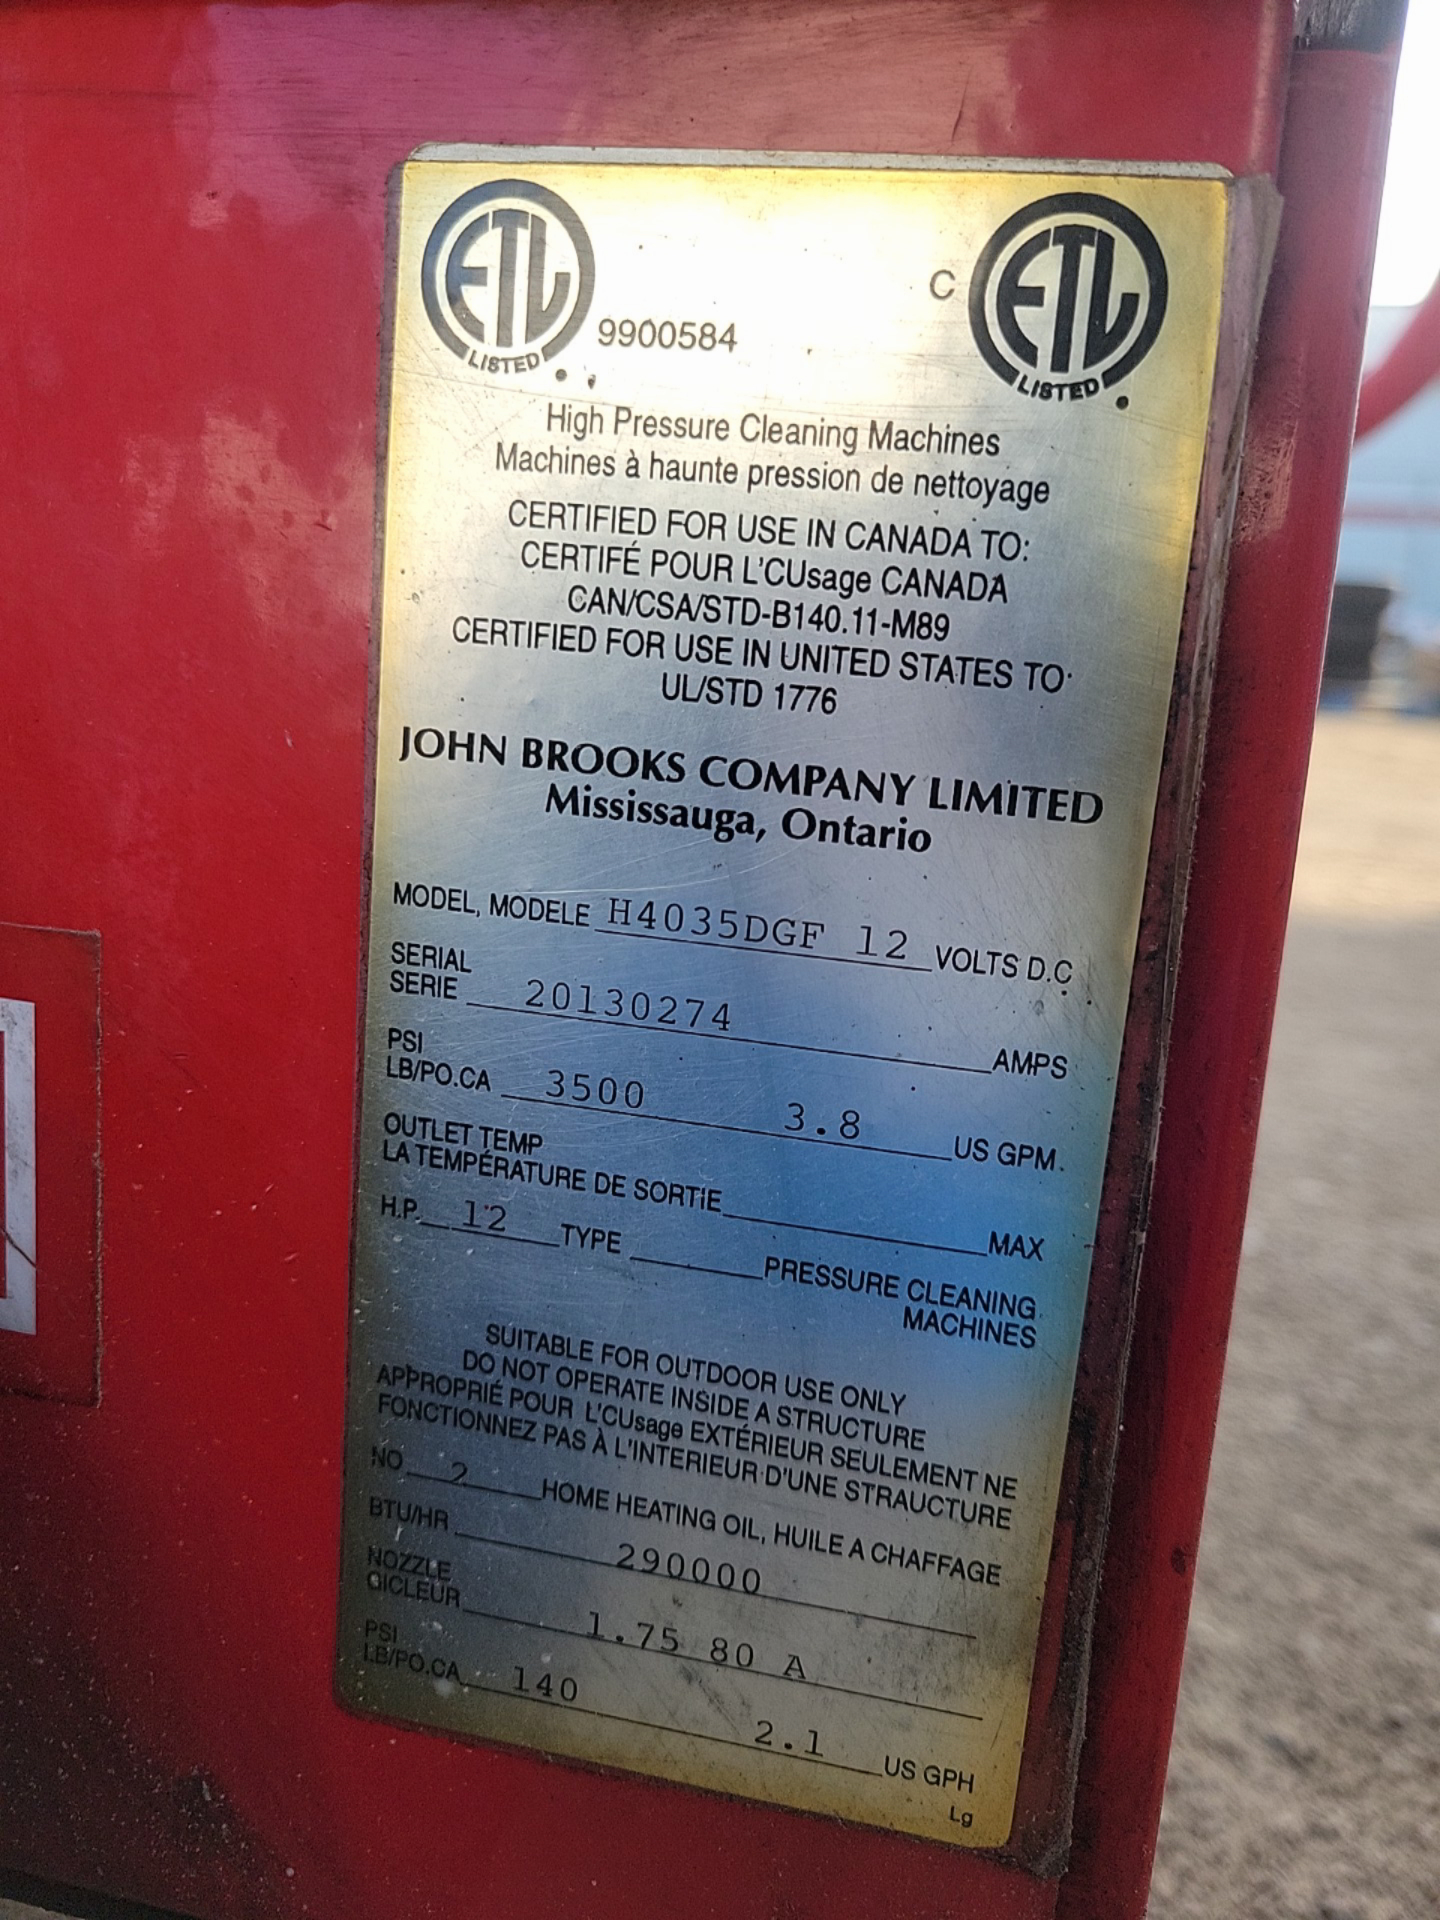 ETL
LISTED
9900584
C
ETL
LISTED
High Pressure Cleaning Machines
Machines à haunte pression de nettoyage
CERTIFIED FOR USE IN CANADA TO:
CERTIFÉ POUR L'CUsage CANADA
CAN/CSA/STD-B140.11-M89
CERTIFIED FOR USE IN UNITED STATES TO
UL/STD 1776
JOHN BROOKS COMPANY LIMITED
Mississauga, Ontario
MODEL, MODELE H4035DGF 12 VOLTS D.C
SERIAL
SERIE 20130274 AMPS
PSI
LB/PO.CA 3500 3.8 US GPM.
OUTLET TEMP
LA TEMPÉRATURE DE SORTIE MAX
H.P. 12 TYPE PRESSURE CLEANING
MACHINES
SUITABLE FOR OUTDOOR USE ONLY
DO NOT OPERATE INSIDE A STRUCTURE
APPROPRIÉ POUR L'CUsage EXTÉRIEUR SEULEMENT NE
FONCTIONNEZ PAS À L'INTERIEUR D'UNE STRAUCTURE
NO 2 HOME HEATING OIL, HUILE A CHAFFAGE
BTU/HR 290000
NOZZLE
GICLEUR 1.75 80 A
PSI
LB/PO.CA 140 2.1 US GPH
Lg